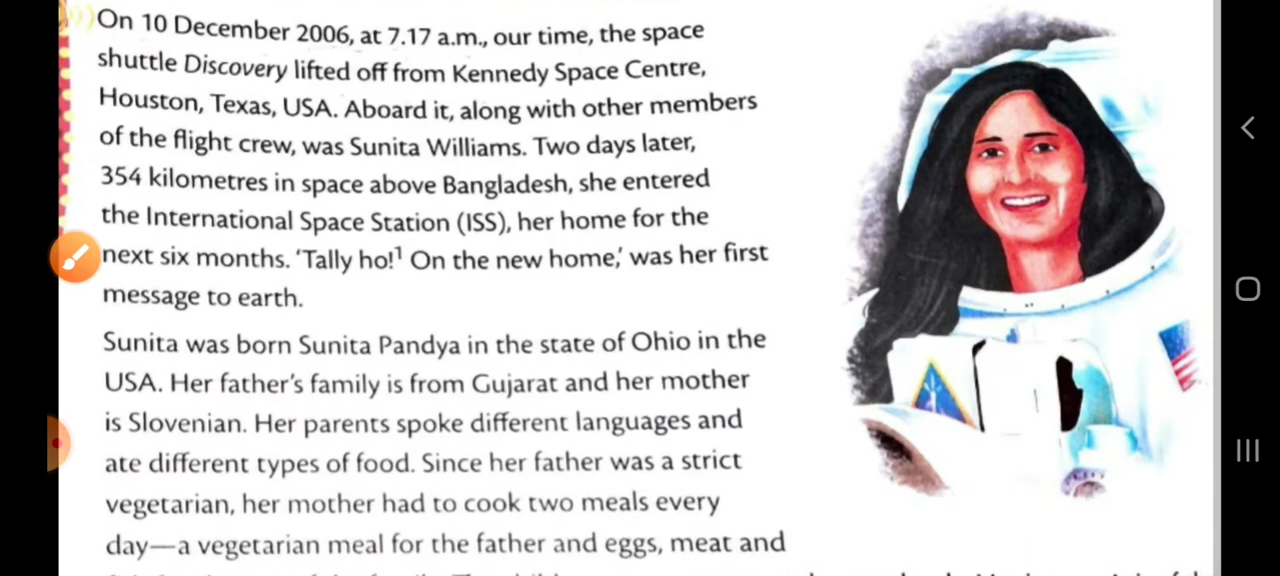 On 10 December 2006, at 7.17 a.m., our time, the space
shuttle Discovery lifted off from Kennedy Space Centre,
Houston, Texas, USA. Aboard it, along with other members
of the flight crew, was Sunita Williams. Two days later,
354 kilometres in space above Bangladesh, she entered
the International Space Station (ISS), her home for the
next six months. ‘Tally ho!¹ On the new home,’ was her first
message to earth.
Sunita was born Sunita Pandya in the state of Ohio in the
USA. Her father’s family is from Gujarat and her mother
is Slovenian. Her parents spoke different languages and
ate different types of food. Since her father was a strict
vegetarian, her mother had to cook two meals every
day—a vegetarian meal for the father and eggs, meat and